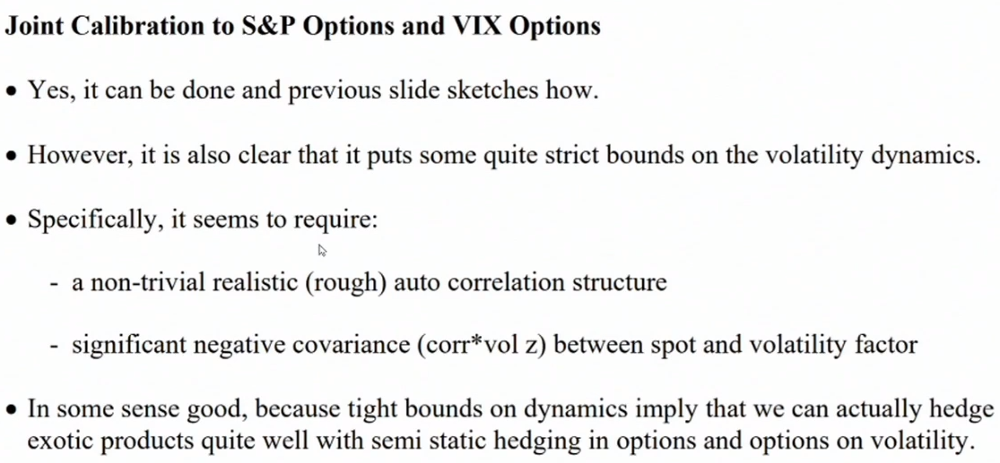 Joint Calibration to S&P Options and VIX Options
• Yes, it can be done and previous slide sketches how.
• However, it is also clear that it puts some quite strict bounds on the volatility dynamics.
• Specifically, it seems to require:
- a non-trivial realistic (rough) auto correlation structure
- significant negative covariance (corr*vol z) between spot and volatility factor
• In some sense good, because tight bounds on dynamics imply that we can actually hedge
exotic products quite well with semi static hedging in options and options on volatility.